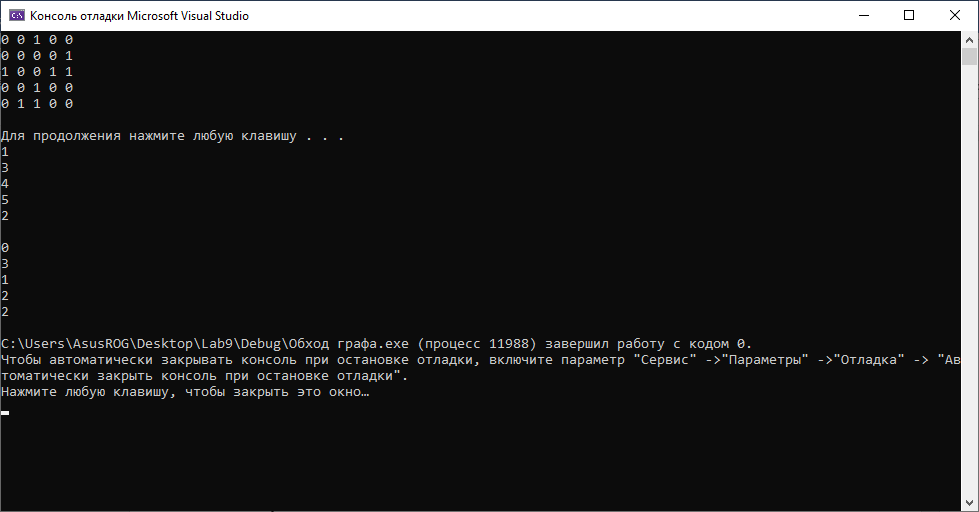 Консоль отладки Microsoft Visual Studio
0 0 1 0 0
0 0 0 0 1
1 0 0 1 1
0 0 1 0 0
0 1 1 0 0
Для продолжения нажмите любую клавишу . . .
1
3
4
5
2
0
3
1
2
2
C:\Users\AsusROG\Desktop\Lab9\Debug\Обход графа.exe (процесс 11988) завершил работу с кодом 0.
Чтобы автоматически закрывать консоль при остановке отладки, включите параметр "Сервис" ->"Параметры" ->"Отладка" -> "Ав
томатически закрыть консоль при остановке отладки".
Нажмите любую клавишу, чтобы закрыть это окно…